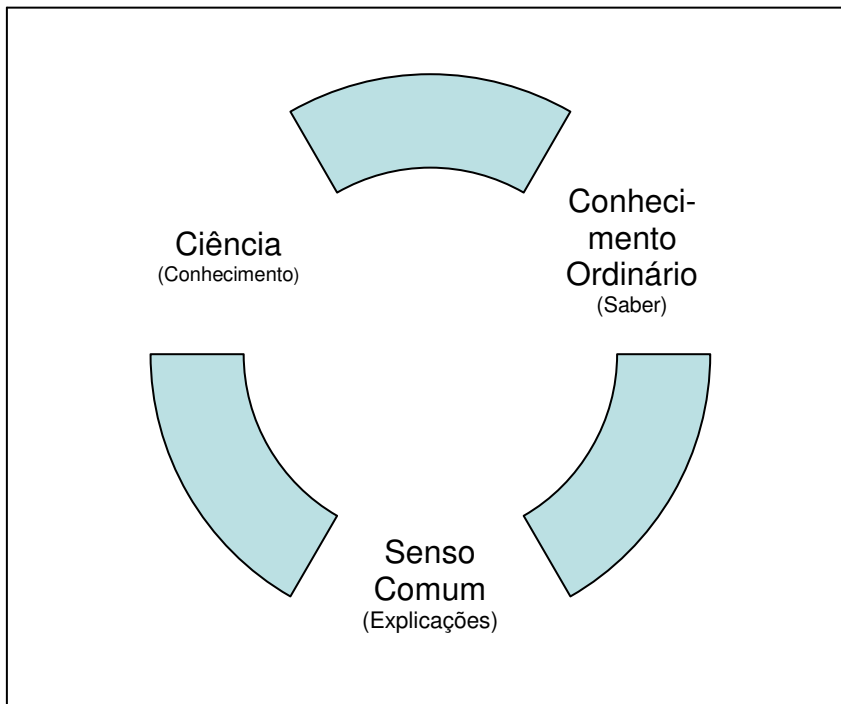 Ciência
(Conhecimento)
Conheci-
mento
Ordinário
(Saber)
Senso
Comum
(Explicações)